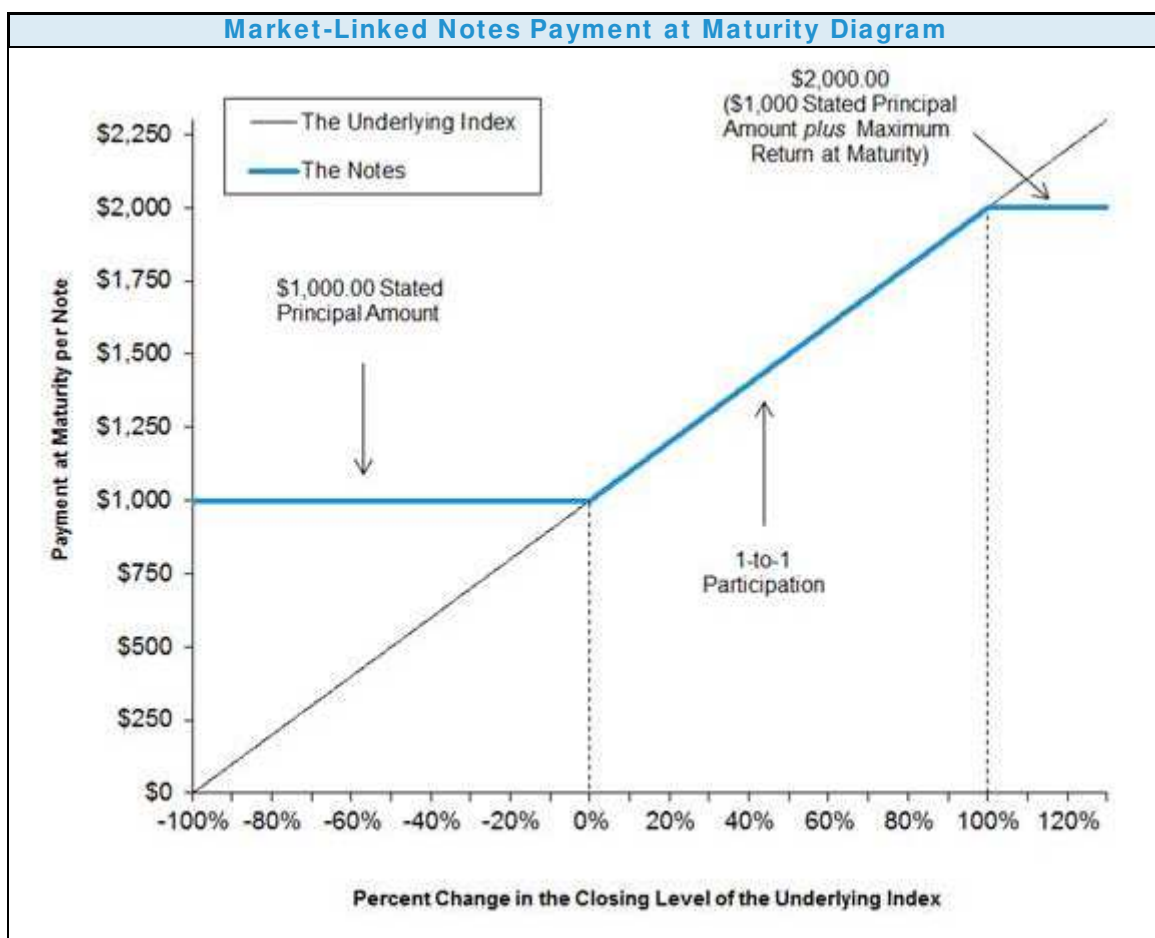 Market-Linked Notes Payment at Maturity Diagram
$2,000.00
($1,000 Stated Principal
Amount plus Maximum
Return at Maturity)
The Underlying Index
The Notes
$2,250
$2,000
$1,750
$1,500
$1,250
$1,000
$750
$500
$250
$0
Payment at Maturity per Note
$1,000.00 Stated
Principal Amount
1-to-1
Participation
-100% -80% -60% -40% -20% 0% 20% 40% 60% 80% 100% 120%
Percent Change in the Closing Level of the Underlying Index